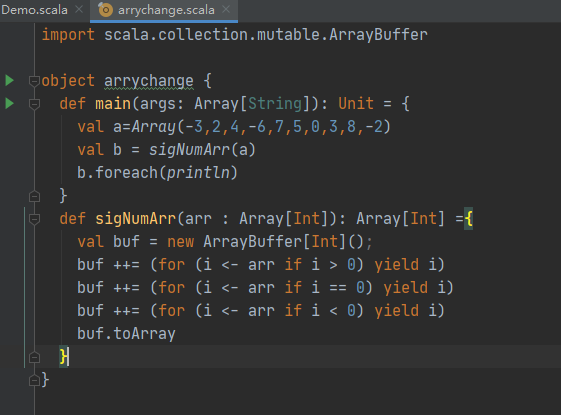 Demo.scala
arrychange.scala
import scala.collection.mutable.ArrayBuffer
object arrychange {
def main(args: Array[String]): Unit = {
val a=Array(-3,2,4,-6,7,5,0,3,8,-2)
val b = sigNumArr(a)
b.foreach(println)
}
def sigNumArr(arr : Array[Int]): Array[Int] ={
val buf = new ArrayBuffer[Int]();
buf ++= (for (i <- arr if i > 0) yield i)
buf ++= (for (i <- arr if i == 0) yield i)
buf ++= (for (i <- arr if i < 0) yield i)
buf.toArray
}
}